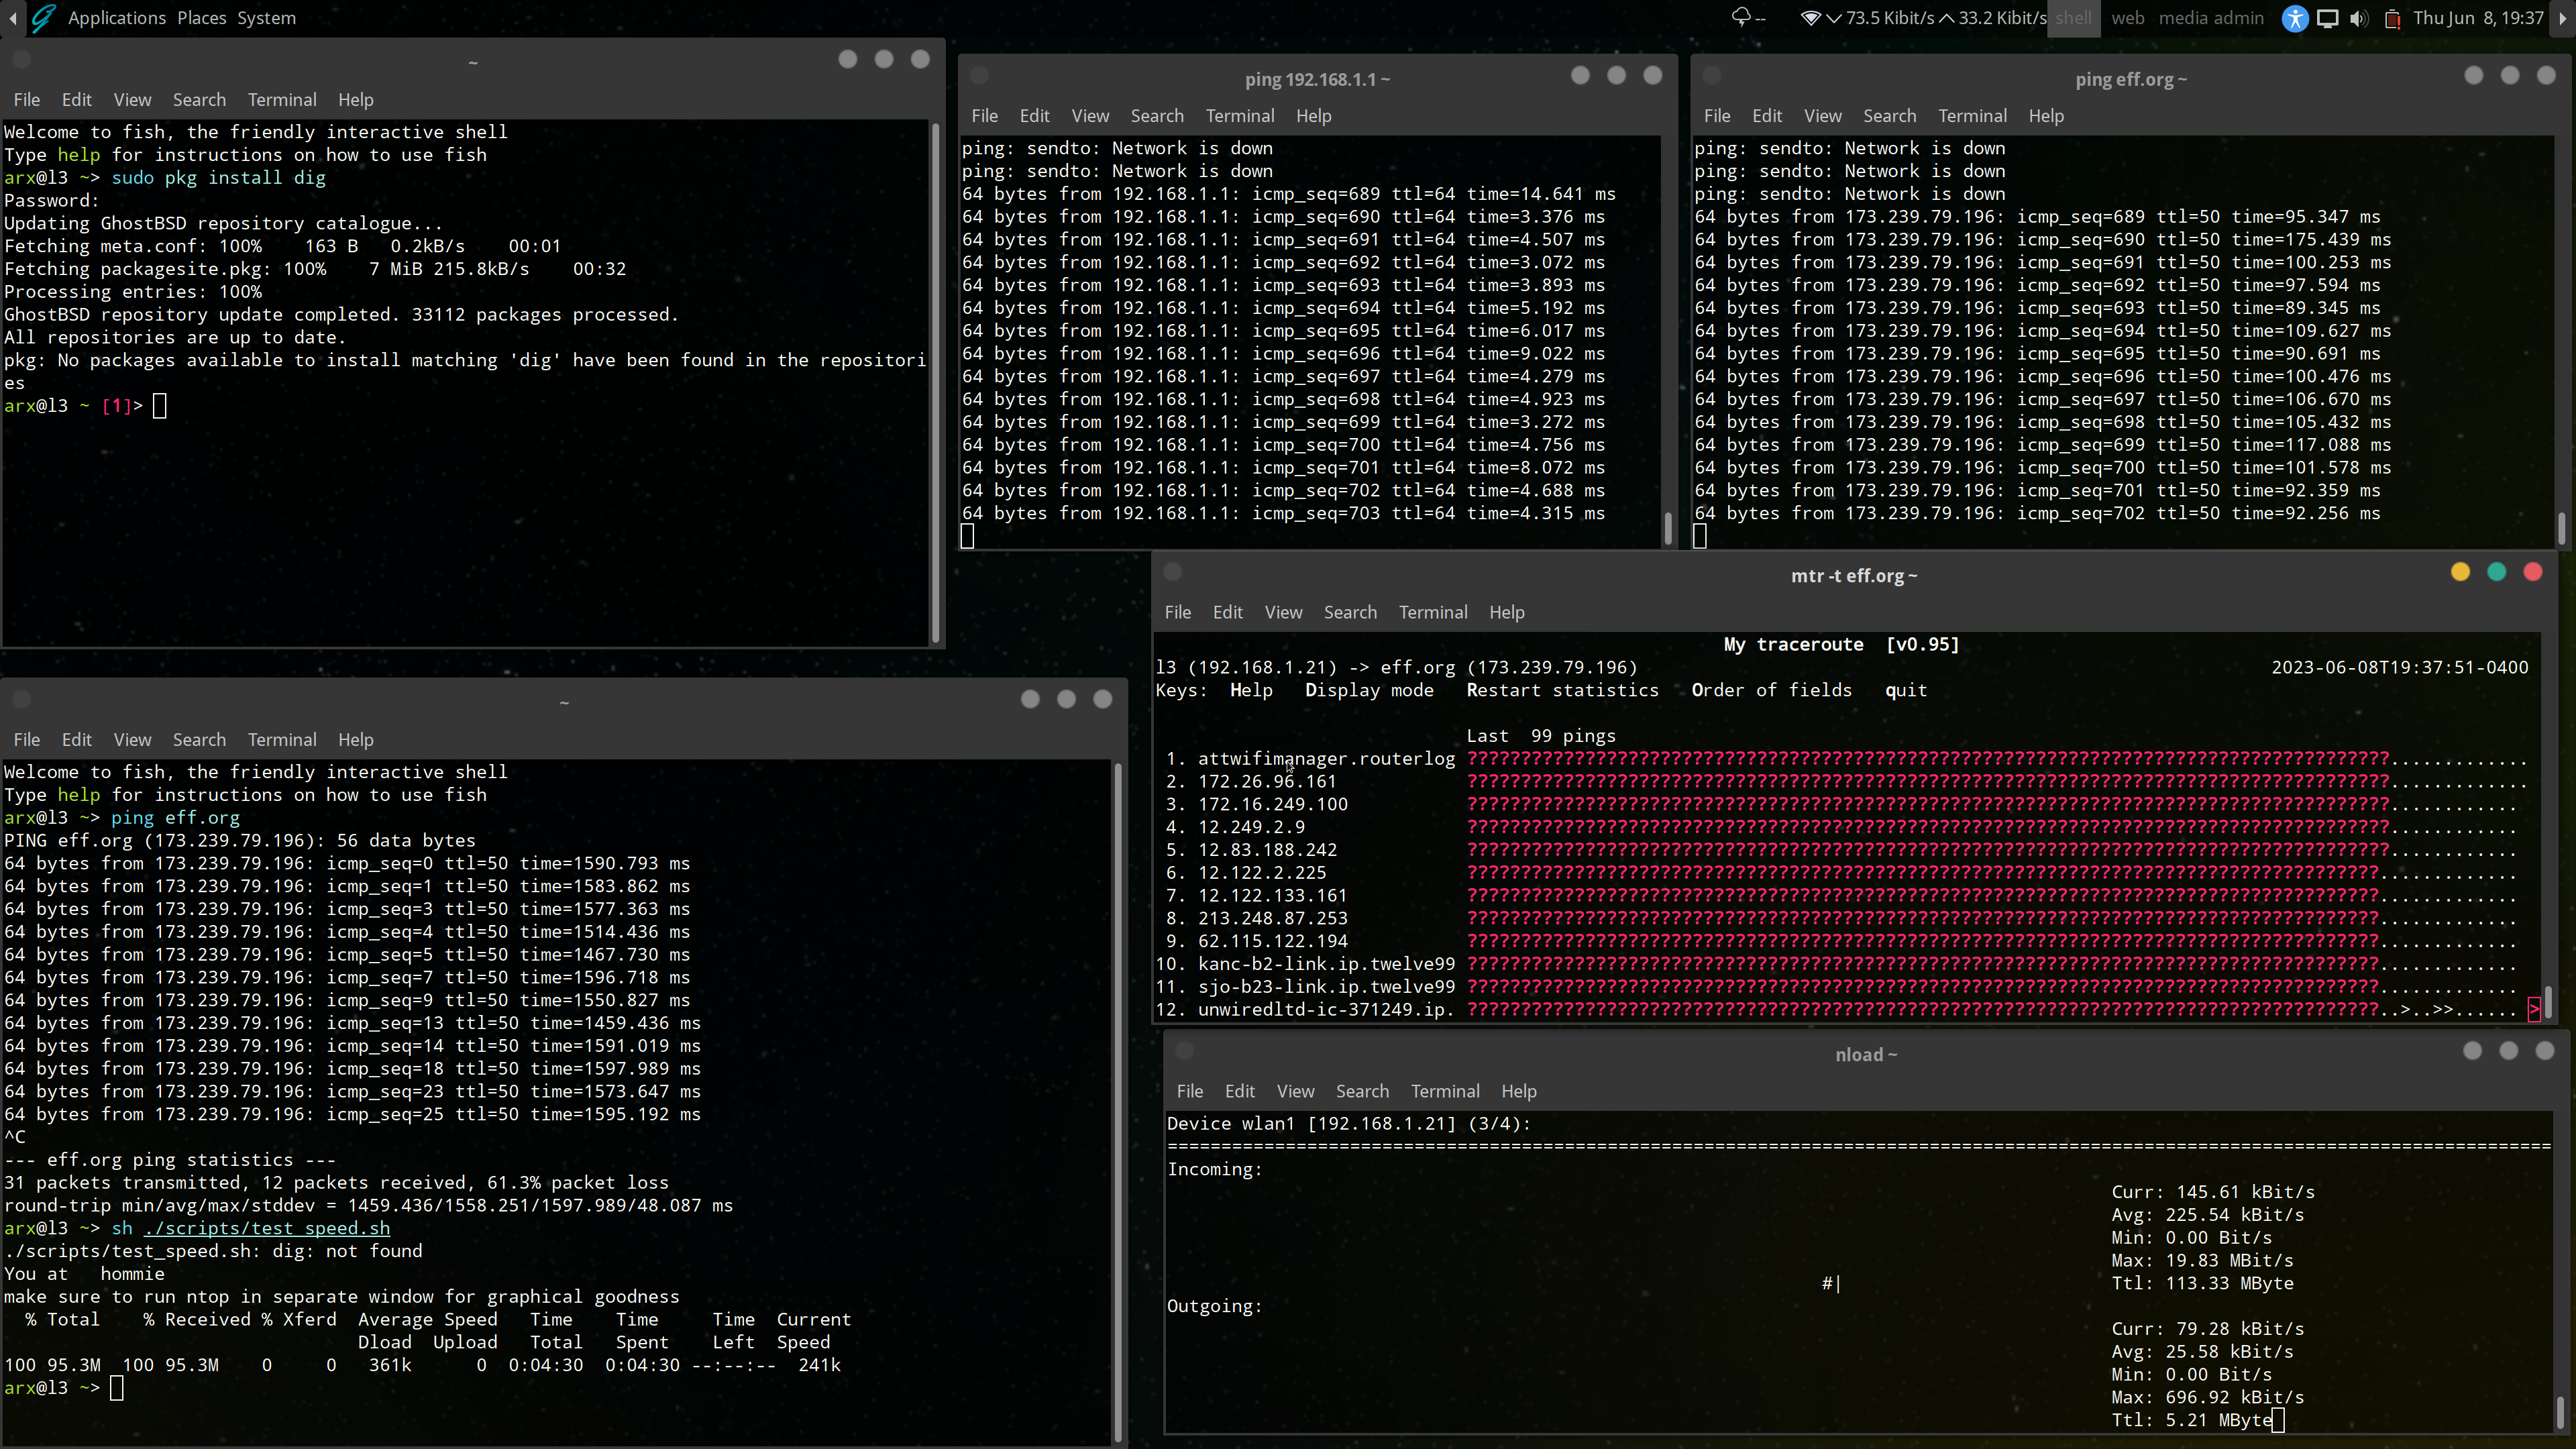 Applications Places System -- 73.5 Kibit/s 33.2 Kibit/s shell web media admin Thu Jun 8, 19:37
~
File Edit View Search Terminal Help
Welcome to fish, the friendly interactive shell
Type help for instructions on how to use fish
arx@l3 ~> sudo pkg install dig
Password:
Updating GhostBSD repository catalogue...
Fetching meta.conf: 100% 163 B 0.2kB/s 00:01
Fetching packagesite.pkg: 100% 7 MiB 215.8kB/s 00:32
Processing entries: 100%
GhostBSD repository update completed. 33112 packages processed.
All repositories are up to date.
pkg: No packages available to install matching 'dig' have been found in the repositori
es
arx@l3 ~ [1]>
ping 192.168.1.1 ~
File Edit View Search Terminal Help
ping: sendto: Network is down
ping: sendto: Network is down
64 bytes from 192.168.1.1: icmp_seq=689 ttl=64 time=14.641 ms
64 bytes from 192.168.1.1: icmp_seq=690 ttl=64 time=3.376 ms
64 bytes from 192.168.1.1: icmp_seq=691 ttl=64 time=4.507 ms
64 bytes from 192.168.1.1: icmp_seq=692 ttl=64 time=3.072 ms
64 bytes from 192.168.1.1: icmp_seq=693 ttl=64 time=3.893 ms
64 bytes from 192.168.1.1: icmp_seq=694 ttl=64 time=5.192 ms
64 bytes from 192.168.1.1: icmp_seq=695 ttl=64 time=6.017 ms
64 bytes from 192.168.1.1: icmp_seq=696 ttl=64 time=9.022 ms
64 bytes from 192.168.1.1: icmp_seq=697 ttl=64 time=4.279 ms
64 bytes from 192.168.1.1: icmp_seq=698 ttl=64 time=4.923 ms
64 bytes from 192.168.1.1: icmp_seq=699 ttl=64 time=3.272 ms
64 bytes from 192.168.1.1: icmp_seq=700 ttl=64 time=4.756 ms
64 bytes from 192.168.1.1: icmp_seq=701 ttl=64 time=8.072 ms
64 bytes from 192.168.1.1: icmp_seq=702 ttl=64 time=4.688 ms
64 bytes from 192.168.1.1: icmp_seq=703 ttl=64 time=4.315 ms
ping eff.org ~
File Edit View Search Terminal Help
ping: sendto: Network is down
ping: sendto: Network is down
ping: sendto: Network is down
64 bytes from 173.239.79.196: icmp_seq=689 ttl=50 time=95.347 ms
64 bytes from 173.239.79.196: icmp_seq=690 ttl=50 time=175.439 ms
64 bytes from 173.239.79.196: icmp_seq=691 ttl=50 time=100.253 ms
64 bytes from 173.239.79.196: icmp_seq=692 ttl=50 time=97.594 ms
64 bytes from 173.239.79.196: icmp_seq=693 ttl=50 time=89.345 ms
64 bytes from 173.239.79.196: icmp_seq=694 ttl=50 time=109.627 ms
64 bytes from 173.239.79.196: icmp_seq=695 ttl=50 time=90.691 ms
64 bytes from 173.239.79.196: icmp_seq=696 ttl=50 time=100.476 ms
64 bytes from 173.239.79.196: icmp_seq=697 ttl=50 time=106.670 ms
64 bytes from 173.239.79.196: icmp_seq=698 ttl=50 time=105.432 ms
64 bytes from 173.239.79.196: icmp_seq=699 ttl=50 time=117.088 ms
64 bytes from 173.239.79.196: icmp_seq=700 ttl=50 time=101.578 ms
64 bytes from 173.239.79.196: icmp_seq=701 ttl=50 time=92.359 ms
64 bytes from 173.239.79.196: icmp_seq=702 ttl=50 time=92.256 ms
~
File Edit View Search Terminal Help
Welcome to fish, the friendly interactive shell
Type help for instructions on how to use fish
arx@l3 ~> ping eff.org
PING eff.org (173.239.79.196): 56 data bytes
64 bytes from 173.239.79.196: icmp_seq=0 ttl=50 time=1590.793 ms
64 bytes from 173.239.79.196: icmp_seq=1 ttl=50 time=1583.862 ms
64 bytes from 173.239.79.196: icmp_seq=3 ttl=50 time=1577.363 ms
64 bytes from 173.239.79.196: icmp_seq=4 ttl=50 time=1514.436 ms
64 bytes from 173.239.79.196: icmp_seq=5 ttl=50 time=1467.730 ms
64 bytes from 173.239.79.196: icmp_seq=7 ttl=50 time=1596.718 ms
64 bytes from 173.239.79.196: icmp_seq=9 ttl=50 time=1550.827 ms
64 bytes from 173.239.79.196: icmp_seq=13 ttl=50 time=1459.436 ms
64 bytes from 173.239.79.196: icmp_seq=14 ttl=50 time=1591.019 ms
64 bytes from 173.239.79.196: icmp_seq=18 ttl=50 time=1597.989 ms
64 bytes from 173.239.79.196: icmp_seq=23 ttl=50 time=1573.647 ms
64 bytes from 173.239.79.196: icmp_seq=25 ttl=50 time=1595.192 ms
^C
--- eff.org ping statistics ---
31 packets transmitted, 12 packets received, 61.3% packet loss
round-trip min/avg/max/stddev = 1459.436/1558.251/1597.989/48.087 ms
arx@l3 ~> sh ./scripts/test_speed.sh
./scripts/test_speed.sh: dig: not found
You at hommie
make sure to run ntop in separate window for graphical goodness
% Total % Received % Xferd Average Speed Time Time Time Current
Dload Upload Total Spent Left Speed
100 95.3M 100 95.3M 0 0 361k 0 0:04:30 0:04:30 --:--:-- 241k
arx@l3 ~>
mtr -t eff.org ~
File Edit View Search Terminal Help
My traceroute [v0.95]
l3 (192.168.1.21) -> eff.org (173.239.79.196) 2023-06-08T19:37:51-0400
Keys: Help Display mode Restart statistics Order of fields quit
Last 99 pings
1. attwifimanager.routerlog
2. 172.26.96.161
3. 172.16.249.100
4. 12.249.2.9
5. 12.83.188.242
6. 12.122.2.225
7. 12.122.133.161
8. 213.248.87.253
9. 62.115.122.194
10. kanc-b2-link.ip.twelve99
11. sjo-b23-link.ip.twelve99
12. unwiredltd-ic-371249.ip.
nload ~
File Edit View Search Terminal Help
Device wlan1 [192.168.1.21] (3/4):
Incoming:
Curr: 145.61 kBit/s
Avg: 225.54 kBit/s
Min: 0.00 Bit/s
Max: 19.83 MBit/s
#| Ttl: 113.33 MByte
Outgoing:
Curr: 79.28 kBit/s
Avg: 25.58 kBit/s
Min: 0.00 Bit/s
Max: 696.92 kBit/s
Ttl: 5.21 MByte